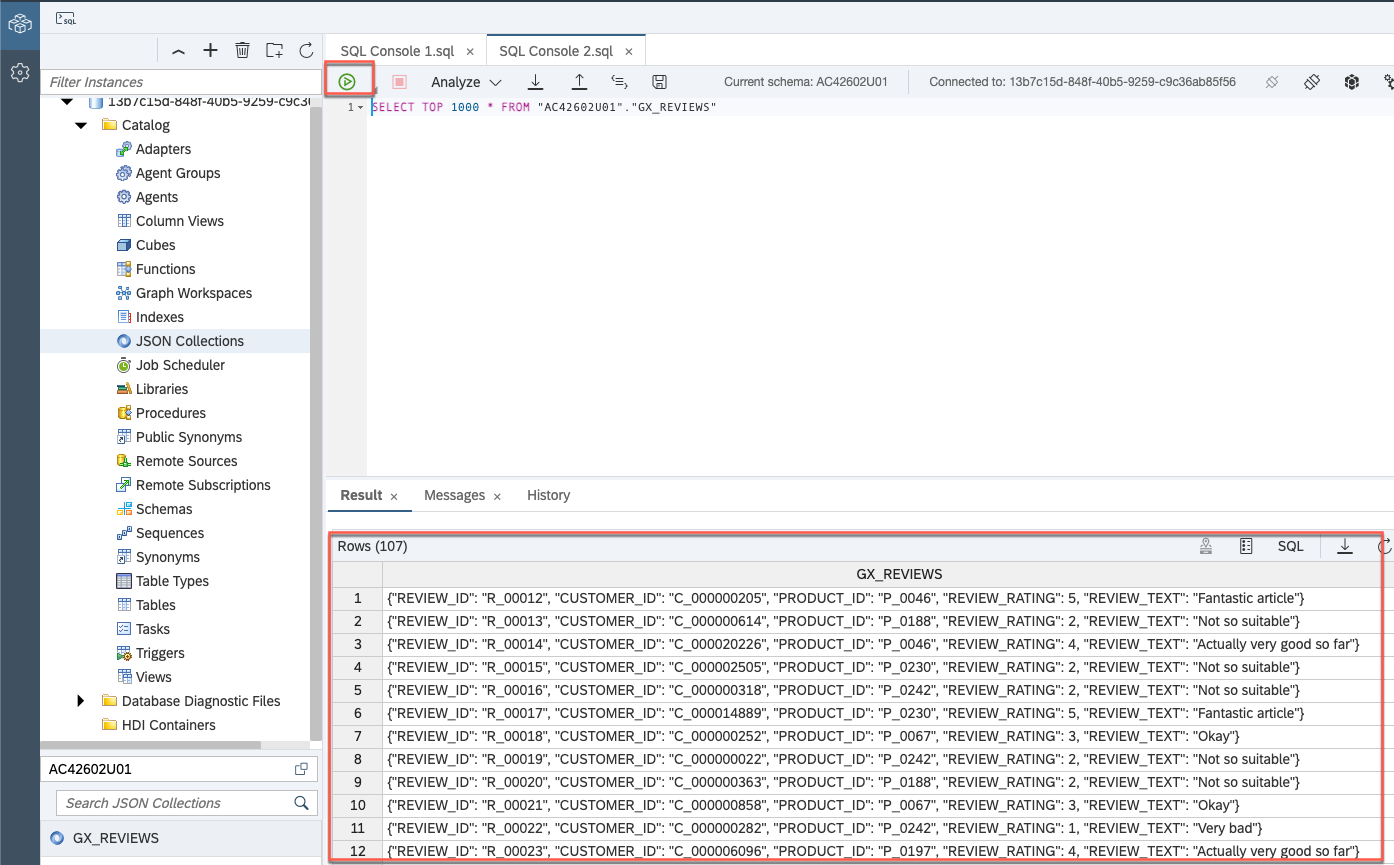 SQL
SQL Console 1.sql ×
SQL Console 2.sql ×
Filter Instances
Analyze
Current schema: AC42602U01
Connected to: 13b7c15d-848f-40b5-9259-c9c36ab85f56
1 SELECT TOP 1000 * FROM "AC42602U01"."GX_REVIEWS"
13b7c15d-848f-40b5-9259-c9c3
Catalog
Adapters
Agent Groups
Agents
Column Views
Cubes
Functions
Graph Workspaces
Indexes
JSON Collections
Job Scheduler
Libraries
Procedures
Public Synonyms
Remote Sources
Remote Subscriptions
Schemas
Sequences
Synonyms
Table Types
Tables
Tasks
Triggers
Views
Database Diagnostic Files
HDI Containers
AC42602U01
Search JSON Collections
GX_REVIEWS
Result ×
Messages ×
History
Rows (107)
SQL
GX_REVIEWS
1 {"REVIEW_ID": "R_00012", "CUSTOMER_ID": "C_000000205", "PRODUCT_ID": "P_0046", "REVIEW_RATING": 5, "REVIEW_TEXT": "Fantastic article"}
2 {"REVIEW_ID": "R_00013", "CUSTOMER_ID": "C_000000614", "PRODUCT_ID": "P_0188", "REVIEW_RATING": 2, "REVIEW_TEXT": "Not so suitable"}
3 {"REVIEW_ID": "R_00014", "CUSTOMER_ID": "C_000020226", "PRODUCT_ID": "P_0046", "REVIEW_RATING": 4, "REVIEW_TEXT": "Actually very good so far"}
4 {"REVIEW_ID": "R_00015", "CUSTOMER_ID": "C_000002505", "PRODUCT_ID": "P_0230", "REVIEW_RATING": 2, "REVIEW_TEXT": "Not so suitable"}
5 {"REVIEW_ID": "R_00016", "CUSTOMER_ID": "C_000000318", "PRODUCT_ID": "P_0242", "REVIEW_RATING": 2, "REVIEW_TEXT": "Not so suitable"}
6 {"REVIEW_ID": "R_00017", "CUSTOMER_ID": "C_000014889", "PRODUCT_ID": "P_0230", "REVIEW_RATING": 5, "REVIEW_TEXT": "Fantastic article"}
7 {"REVIEW_ID": "R_00018", "CUSTOMER_ID": "C_000000252", "PRODUCT_ID": "P_0067", "REVIEW_RATING": 3, "REVIEW_TEXT": "Okay"}
8 {"REVIEW_ID": "R_00019", "CUSTOMER_ID": "C_000000022", "PRODUCT_ID": "P_0242", "REVIEW_RATING": 2, "REVIEW_TEXT": "Not so suitable"}
9 {"REVIEW_ID": "R_00020", "CUSTOMER_ID": "C_000000363", "PRODUCT_ID": "P_0188", "REVIEW_RATING": 2, "REVIEW_TEXT": "Not so suitable"}
10 {"REVIEW_ID": "R_00021", "CUSTOMER_ID": "C_000000858", "PRODUCT_ID": "P_0067", "REVIEW_RATING": 3, "REVIEW_TEXT": "Okay"}
11 {"REVIEW_ID": "R_00022", "CUSTOMER_ID": "C_000000282", "PRODUCT_ID": "P_0242", "REVIEW_RATING": 1, "REVIEW_TEXT": "Very bad"}
12 {"REVIEW_ID": "R_00023", "CUSTOMER_ID": "C_000006096", "PRODUCT_ID": "P_0197", "REVIEW_RATING": 4, "REVIEW_TEXT": "Actually very good so far"}